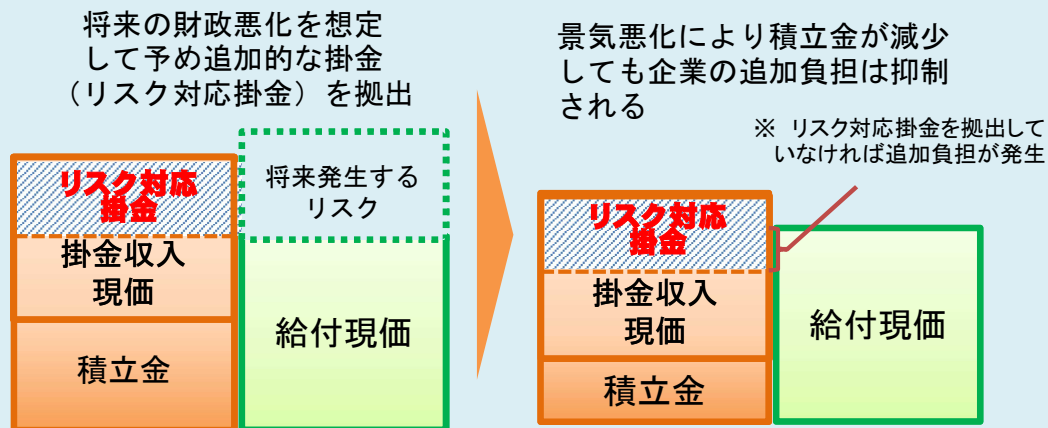 将来の財政悪化を想定
して予め追加的な掛金
（リスク対応掛金）を拠出
リスク対応
掛金
掛金収入
現価
積立金
将来発生する
リスク
給付現価
景気悪化により積立金が減少
しても企業の追加負担は抑制
される
※ リスク対応掛金を拠出して
いなければ追加負担が発生
リスク対応
掛金
掛金収入
現価
積立金
給付現価